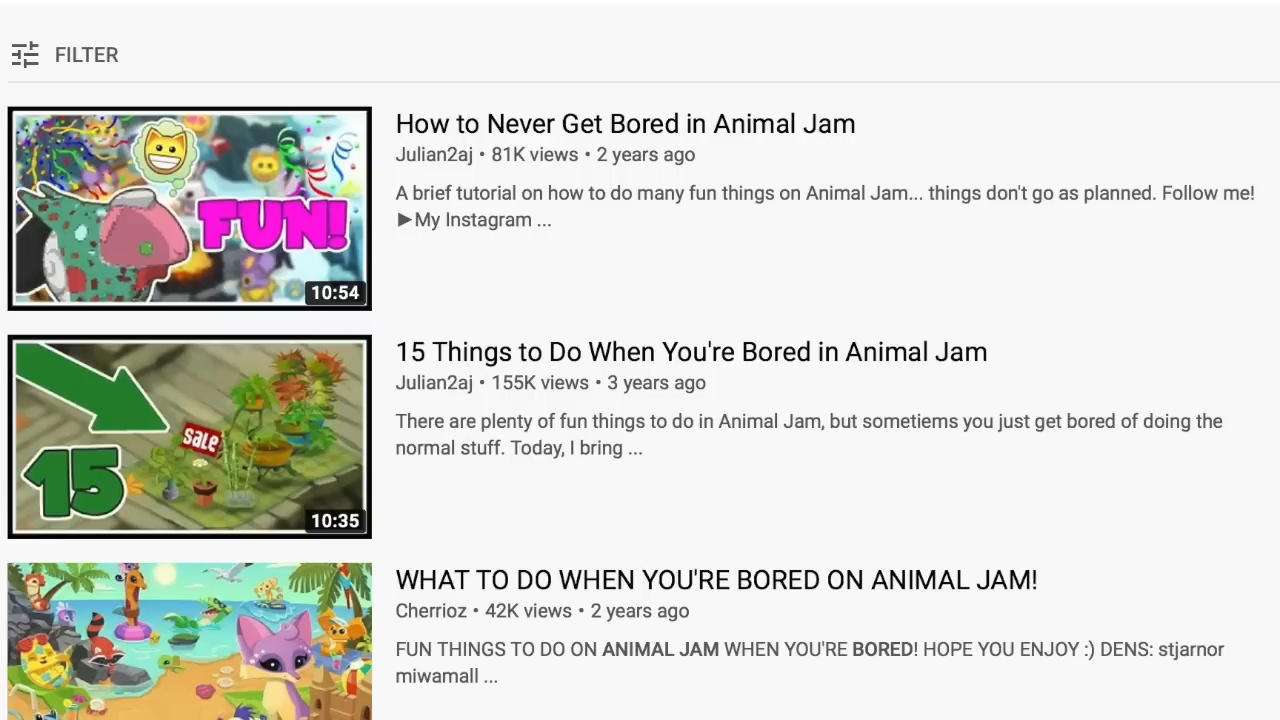 FILTER
How to Never Get Bored in Animal Jam
Julian2aj • 81K views • 2 years ago
A brief tutorial on how to do many fun things on Animal Jam... things don't go as planned. Follow me!
►My Instagram ...
FUN!
10:54
15 Things to Do When You're Bored in Animal Jam
Julian2aj • 155K views • 3 years ago
There are plenty of fun things to do in Animal Jam, but sometiems you just get bored of doing the
normal stuff. Today, I bring ...
sale
15
10:35
WHAT TO DO WHEN YOU'RE BORED ON ANIMAL JAM!
Cherrioz • 42K views • 2 years ago
FUN THINGS TO DO ON ANIMAL JAM WHEN YOU'RE BORED! HOPE YOU ENJOY :) DENS: stjarnor
miwamall ...